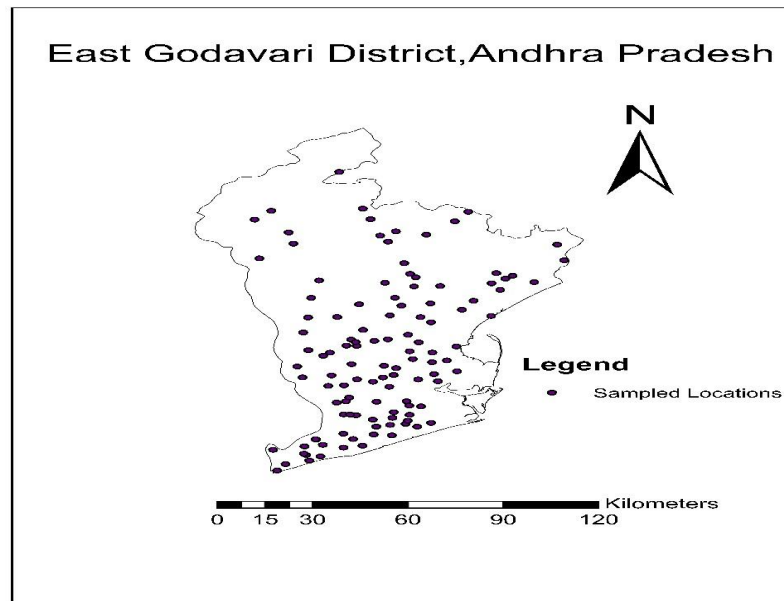 East Godavari District,Andhra Pradesh
N
Legend
Sampled Locations
Kilometers
0 15 30 60 90 120